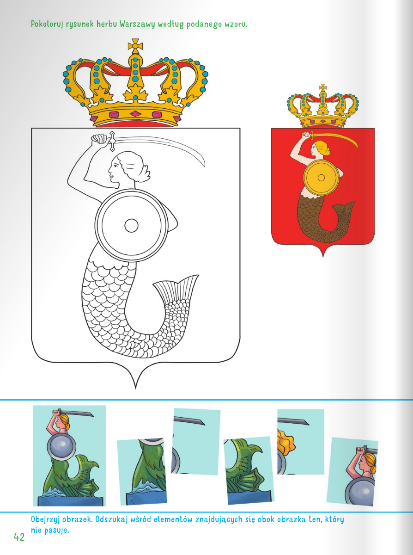 Pokoloruj rysunek herbu Warszawy według podanego wzoru.
Obejrzyj obrazek. Odszukaj wśród elementów znajdujących się obok obrazka ten, który
nie pasuje.
42